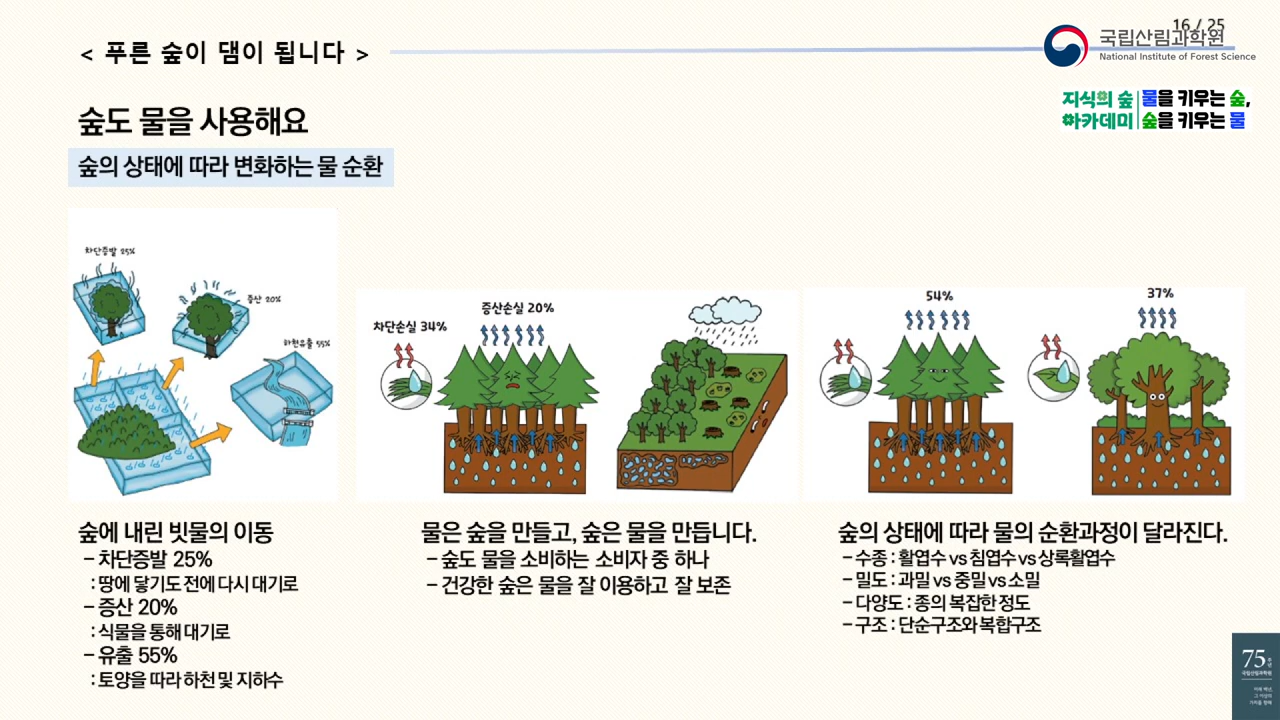 < 푸른 숲이 댐이 됩니다 >
16 / 25
국립산림과학원
National Institute of Forest Science
지식의 숲 물을 키우는 숲,
아카데미 숲을 키우는 물
숲도 물을 사용해요
숲의 상태에 따라 변화하는 물 순환
차단증발 25%
증산 20%
하천유출 55%
차단손실 34%
증산손실 20%
54%
37%
숲에 내린 빗물의 이동
– 차단증발 25%
: 땅에 닿기도 전에 다시 대기로
– 증산 20%
: 식물을 통해 대기로
– 유출 55%
: 토양을 따라 하천 및 지하수
물은 숲을 만들고, 숲은 물을 만듭니다.
– 숲도 물을 소비하는 소비자 중 하나
– 건강한 숲은 물을 잘 이용하고 잘 보존
숲의 상태에 따라 물의 순환과정이 달라진다.
– 수종 : 활엽수 vs 침엽수 vs 상록활엽수
– 밀도 : 과밀 vs 중밀 vs 소밀
– 다양도 : 종의 복잡한 정도
– 구조 : 단순구조와 복합구조
75주년
국립산림과학원